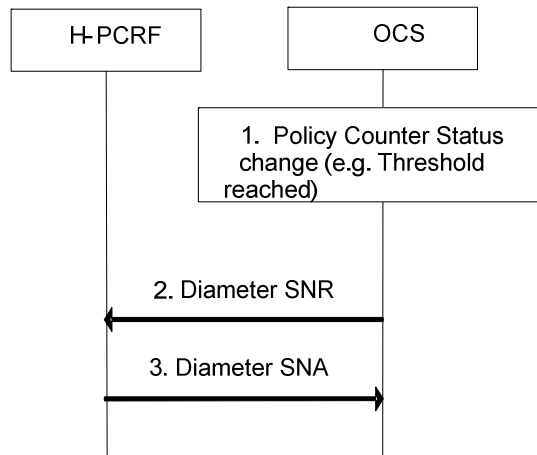 H-PCRF
OCS
1. Policy Counter Status
change (e.g. Threshold
reached)
2. Diameter SNR
3. Diameter SNA